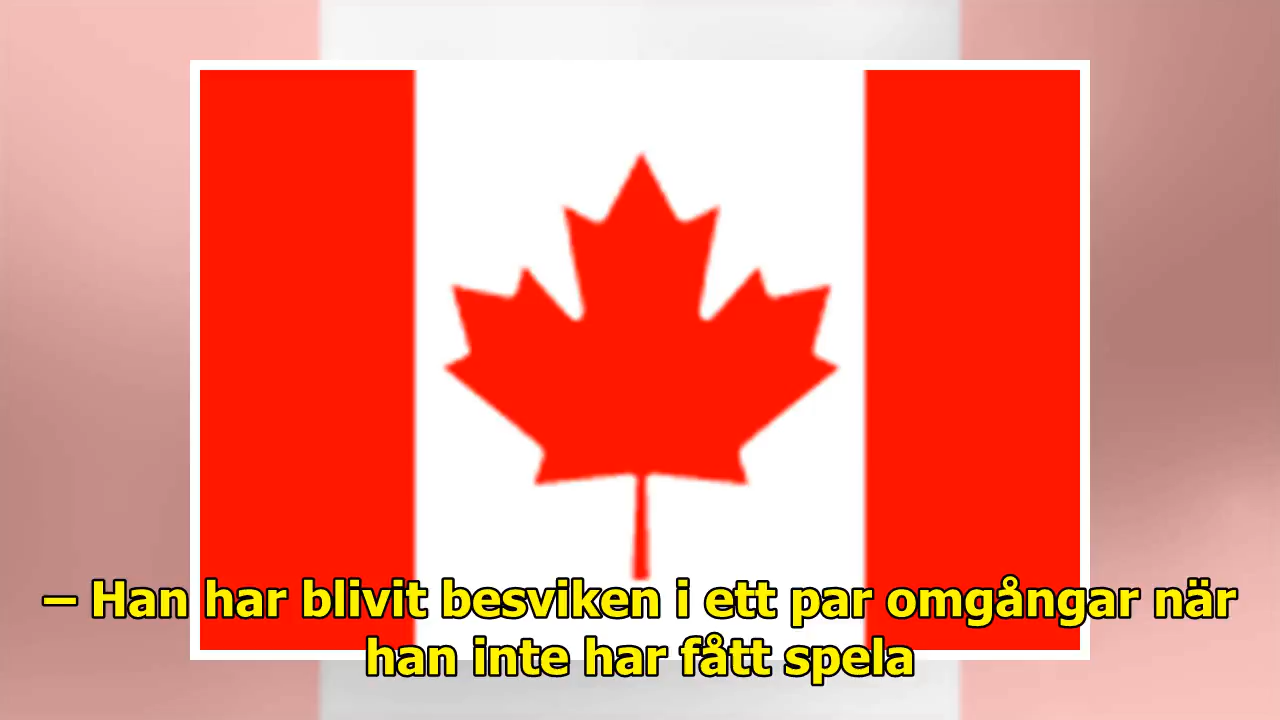 – Han har blivit besviken i ett par omgångar när
han inte har fått spela